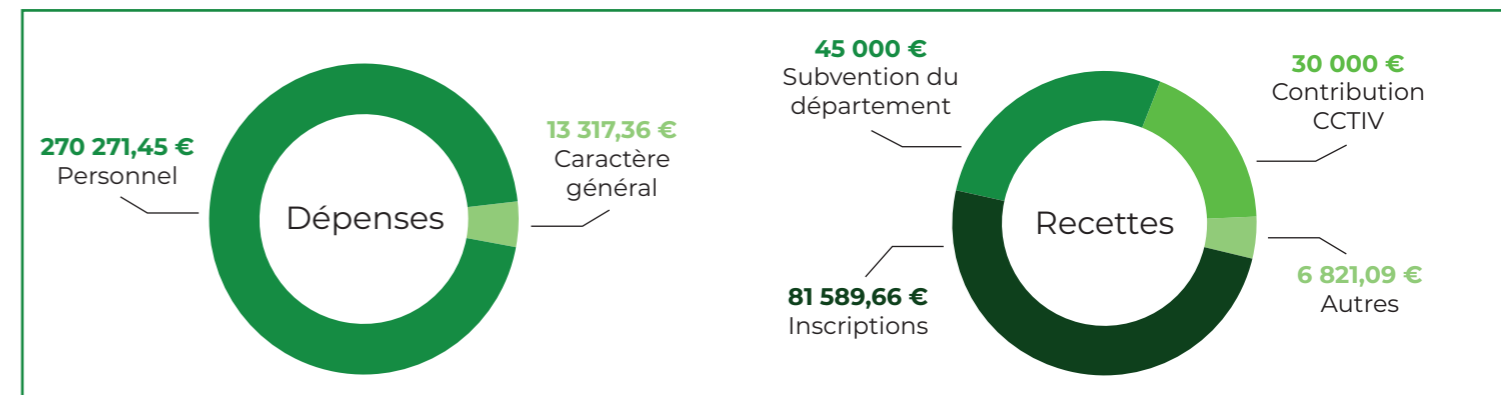 270 271,45 €
Personnel
Dépenses
13 317,36 €
Caractère
général
45 000 €
Subvention du
département
30 000 €
Contribution
CCTIV
Recettes
81 589,66 €
Inscriptions
6 821,09 €
Autres